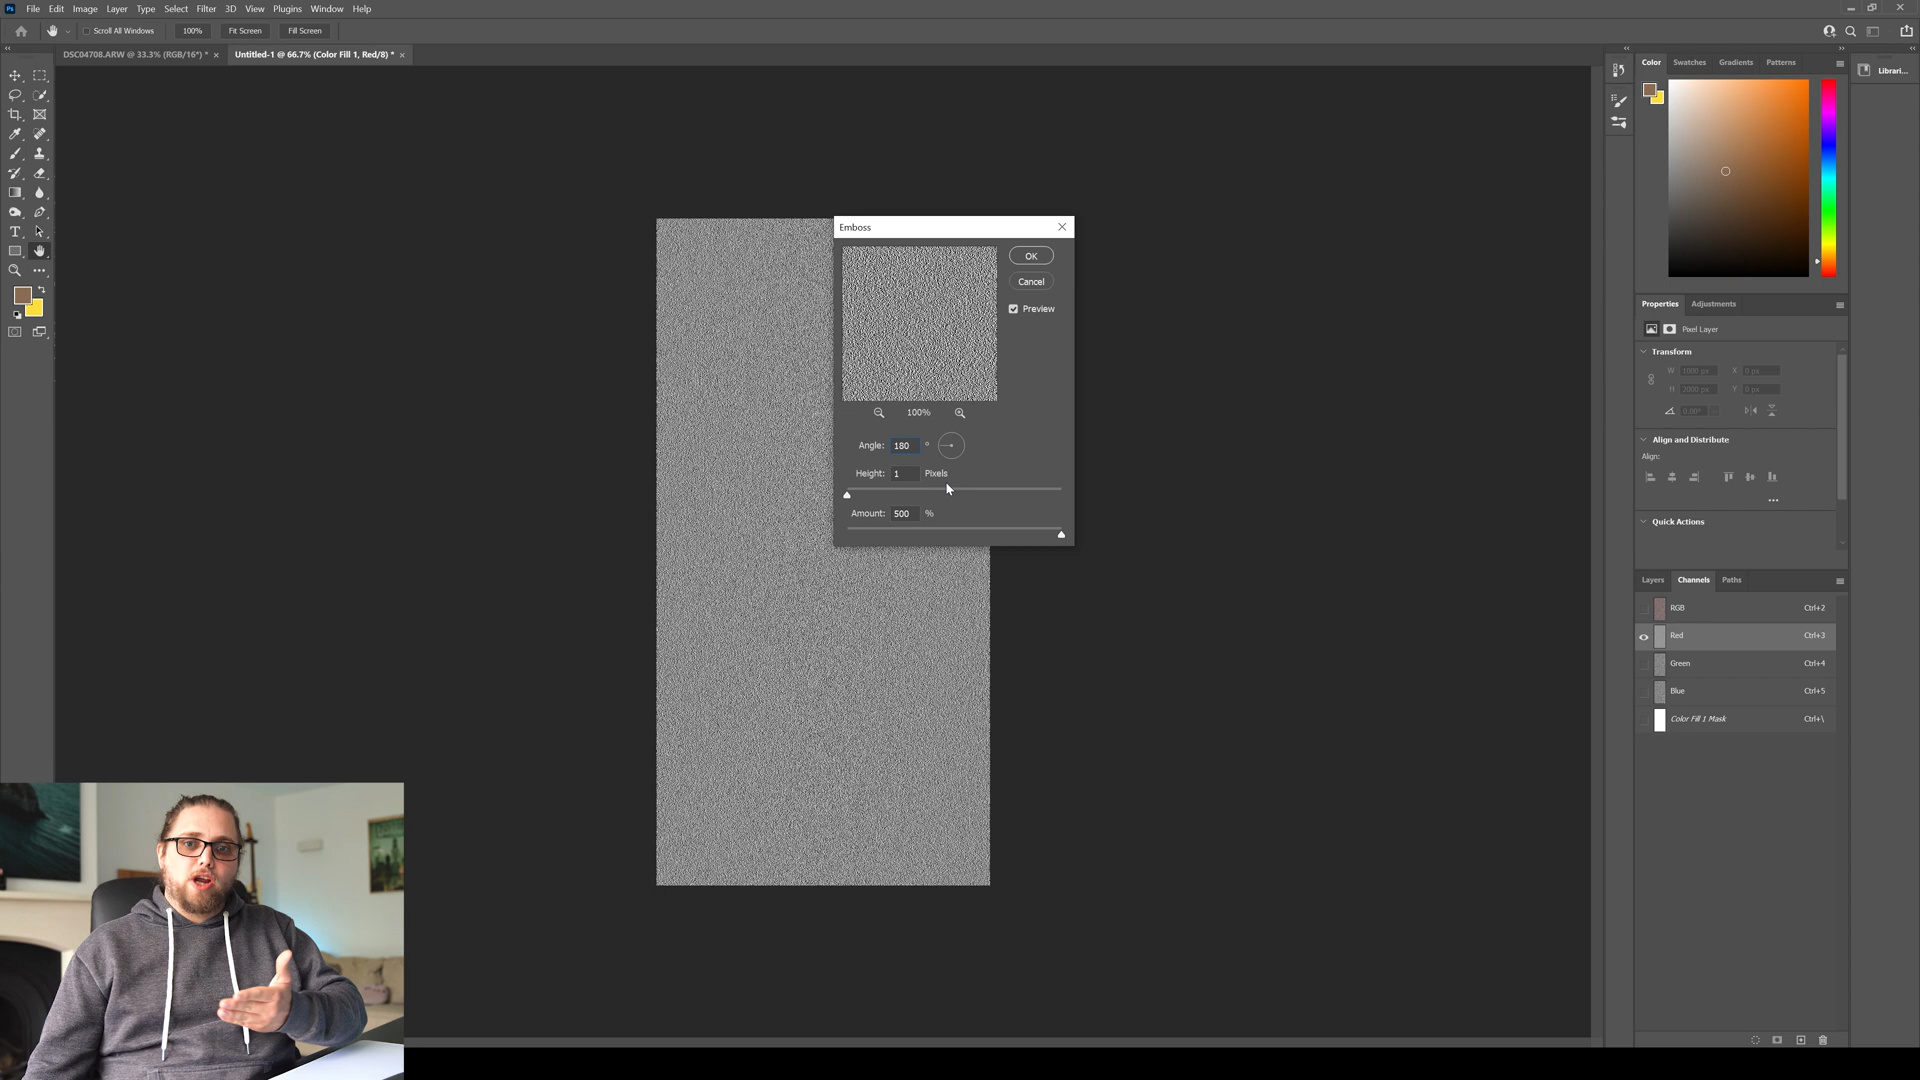 Ps File Edit Image Layer Type Select Filter 3D View Plugins Window Help
Scroll All Windows 100% Fit Screen Fill Screen
DSC04708.ARW @ 33.3% (RGB/16*) * × Untitled-1 @ 66.7% (Color Fill 1, Red/8) * ×
Color Swatches Gradients Patterns
Librari...
Emboss
OK
Cancel
Preview
100%
Angle: 180 °
Height: 1 Pixels
Amount: 500 %
Properties Adjustments
Pixel Layer
Transform
W 1000 px X 0 px
H 2000 px Y 0 px
0.00°
Align and Distribute
Align:
Quick Actions
Layers Channels Paths
RGB Ctrl+2
Red Ctrl+3
Green Ctrl+4
Blue Ctrl+5
Color Fill 1 Mask Ctrl+\